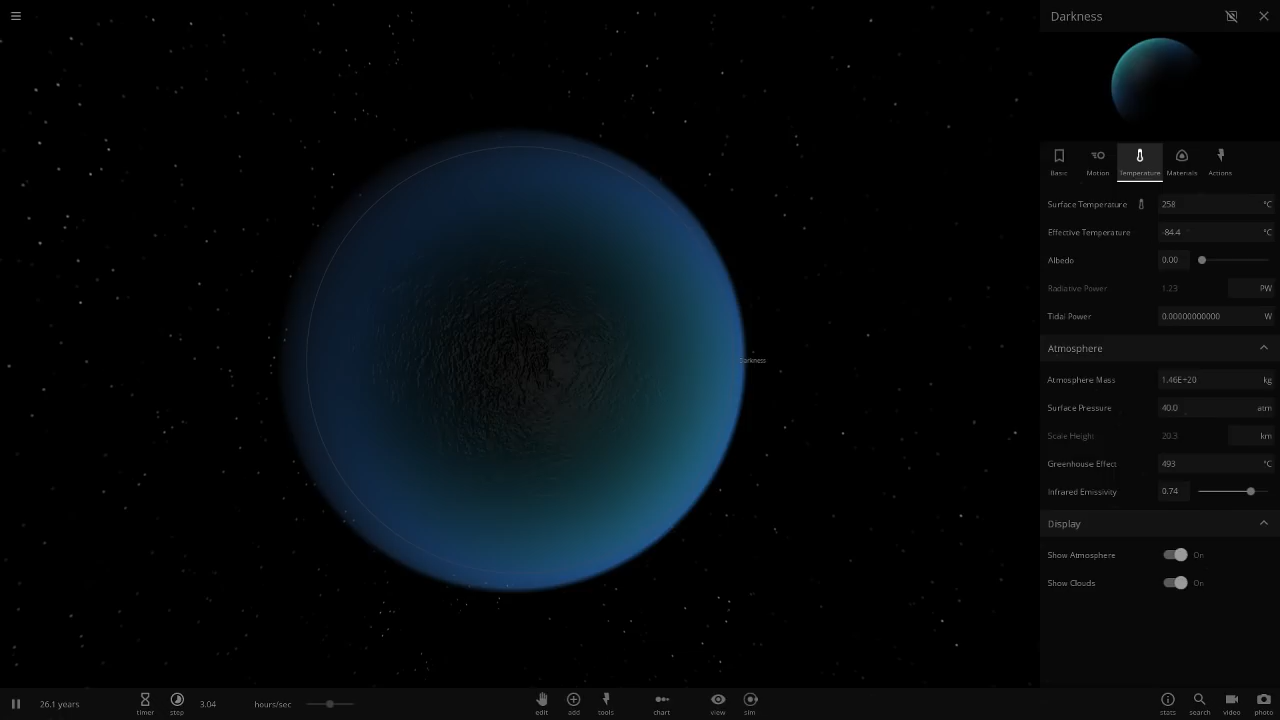 Darkness
Basic Motion Temperature Materials Actions
Surface Temperature 258 °C
Effective Temperature -84.4 °C
Albedo 0.00
Radiative Power 1.23 PW
Tidal Power 0.00000000000 W
Atmosphere
Atmosphere Mass 1.46E+20 kg
Surface Pressure 40.0 atm
Scale Height 20.3 km
Greenhouse Effect 493 °C
Infrared Emissivity 0.74
Display
Show Atmosphere On
Show Clouds On
Darkness
26.1 years timer step 3.04 hours/sec edit add tools chart view sim stats search video photo